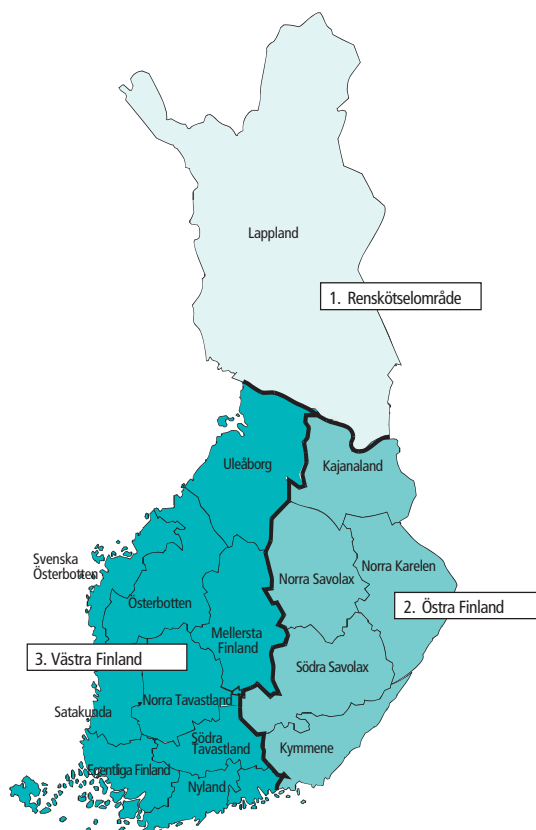 Lappland
1. Renskötselområde
Uleåborg
Kajanaland
Svenska
Österbotten
Norra Savolax
Norra Karelen
Österbotten
2. Östra Finland
Mellersta
Finland
3. Västra Finland
Södra Savolax
Norra Tavastland
Satakunda
Södra
Tavastland
Kymmene
Egentliga Finland
Nyland